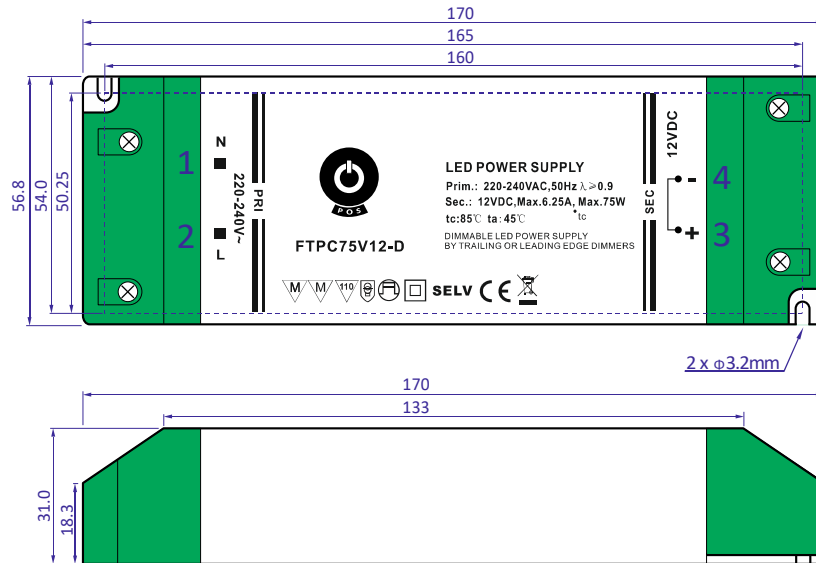 170
165
160
56.8
54.0
50.25
1
N
2
L
220-240V~
PRI
POS
FTPC75V12-D
LED POWER SUPPLY
Prim.: 220-240VAC,50Hz λ≥0.9
Sec.: 12VDC,Max.6.25A, Max.75W
tc:85℃ ta:45℃ •tc
DIMMABLE LED POWER SUPPLY
BY TRAILING OR LEADING EDGE DIMMERS
M M 110 SELV CE
SEC
12VDC
- 4
+ 3
2 x Φ3.2mm
170
133
31.0
18.3